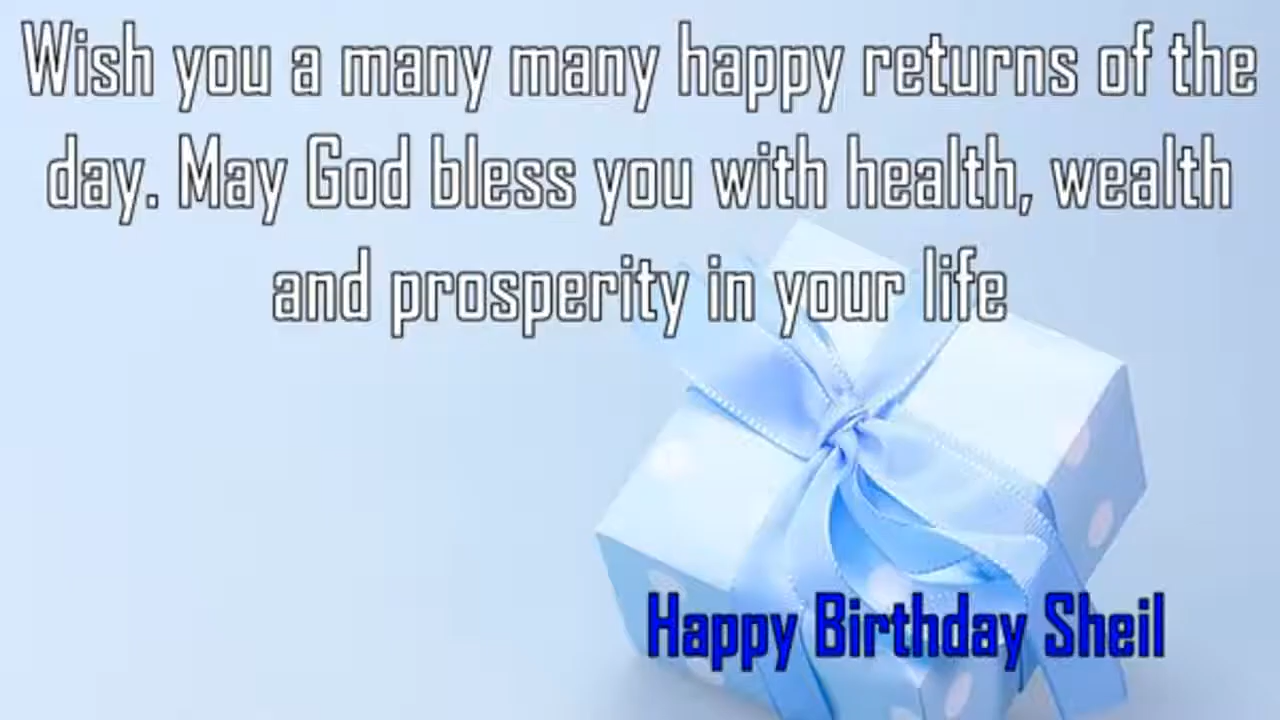 Wish you a many many happy returns of the
day. May God bless you with health, wealth
and prosperity in your life
Happy Birthday Sheil